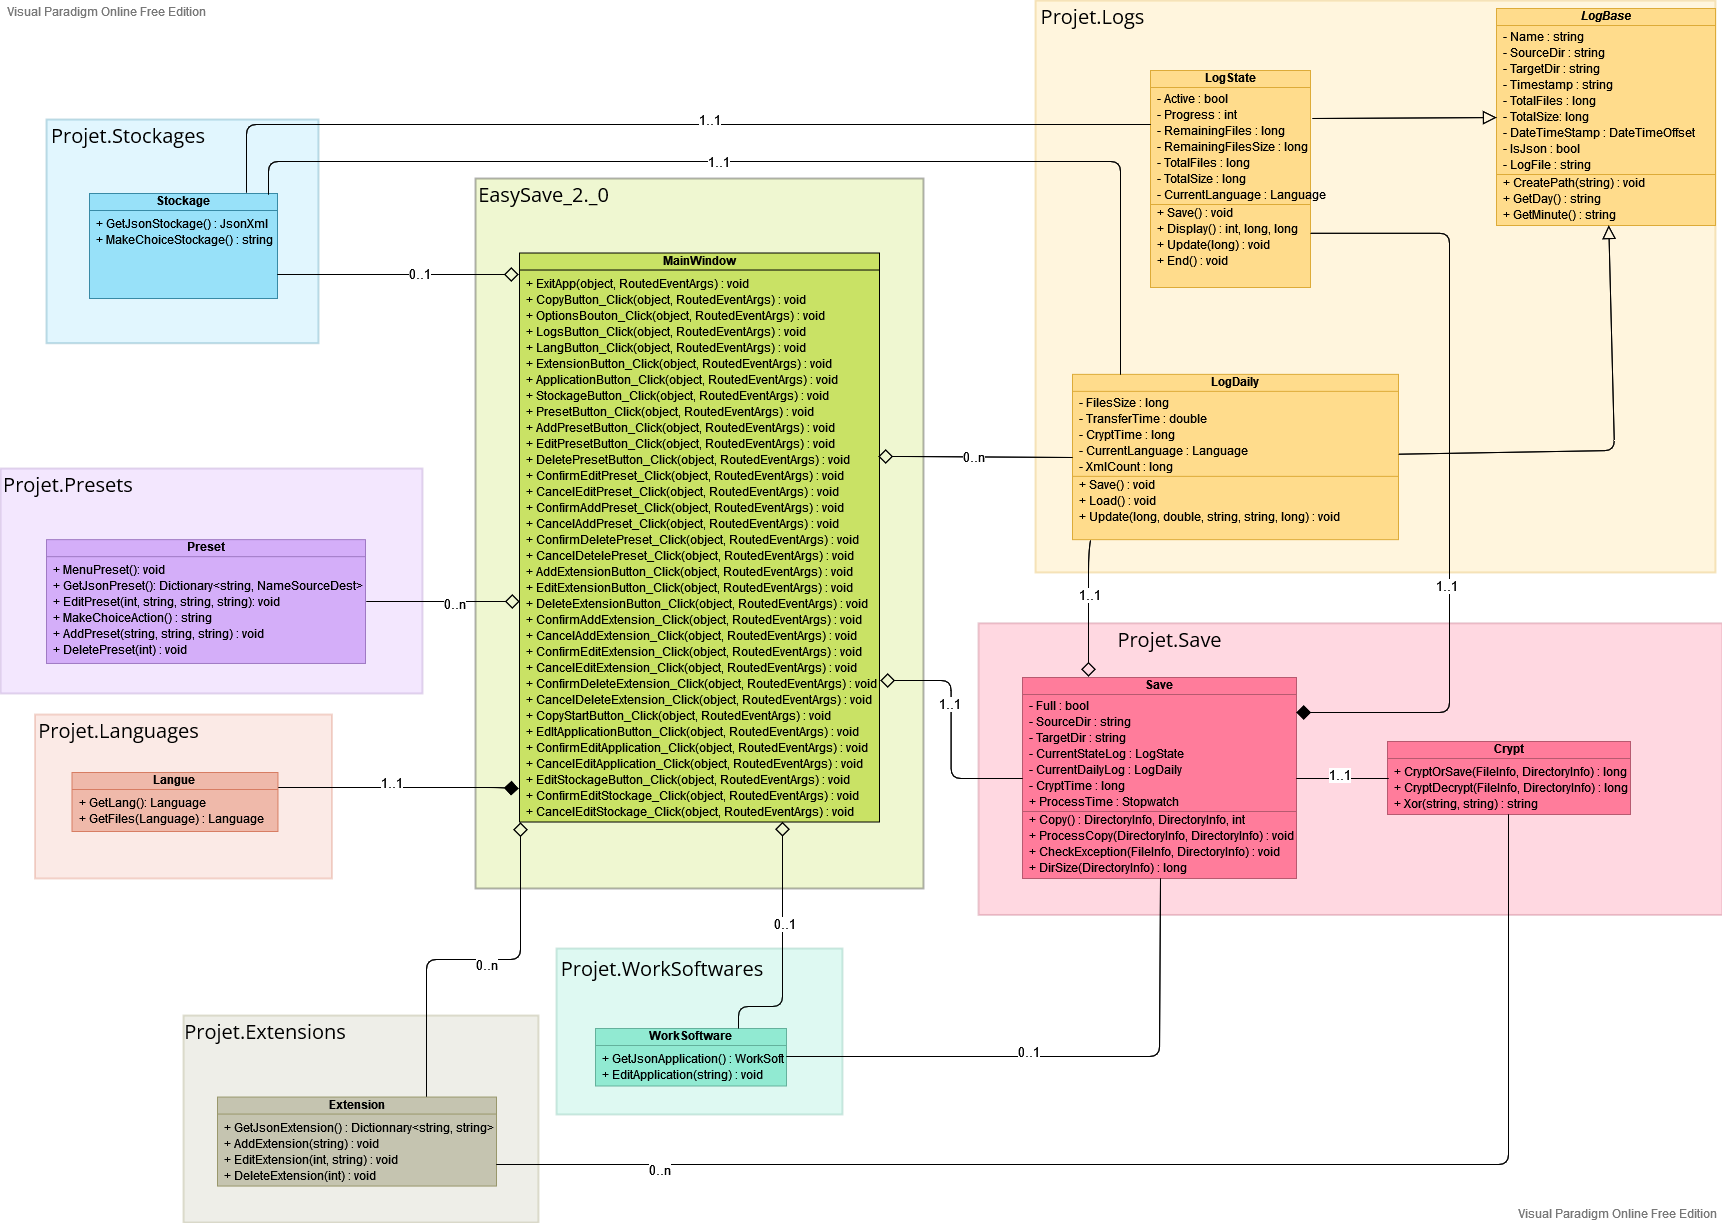 Visual Paradigm Online Free Edition
Projet.Logs
LogBase
- Name : string
- SourceDir : string
- TargetDir : string
- Timestamp : string
- TotalFiles : long
- TotalSize: long
- DateTimeStamp : DateTimeOffset
- IsJson : bool
- LogFile : string
+ CreatePath(string) : void
+ GetDay() : string
+ GetMinute() : string
LogState
- Active : bool
- Progress : int
- RemainingFiles : long
- RemainingFilesSize : long
- TotalFiles : long
- TotalSize : long
- CurrentLanguage : Language
+ Save() : void
+ Display() : int, long, long
+ Update(long) : void
+ End() : void
1..1
1..1
Projet.Stockages
Stockage
+ GetJsonStockage() : JsonXml
+ MakeChoiceStockage() : string
0..1
EasySave_2._0
MainWindow
+ ExitApp(object, RoutedEventArgs) : void
+ CopyButton_Click(object, RoutedEventArgs) : void
+ OptionsBouton_Click(object, RoutedEventArgs) : void
+ LogsButton_Click(object, RoutedEventArgs) : void
+ LangButton_Click(object, RoutedEventArgs) : void
+ ExtensionButton_Click(object, RoutedEventArgs) : void
+ ApplicationButton_Click(object, RoutedEventArgs) : void
+ StockageButton_Click(object, RoutedEventArgs) : void
+ PresetButton_Click(object, RoutedEventArgs) : void
+ AddPresetButton_Click(object, RoutedEventArgs) : void
+ EditPresetButton_Click(object, RoutedEventArgs) : void
+ DeletePresetButton_Click(object, RoutedEventArgs) : void
+ ConfirmEditPreset_Click(object, RoutedEventArgs) : void
+ CancelEditPreset_Click(object, RoutedEventArgs) : void
+ ConfirmAddPreset_Click(object, RoutedEventArgs) : void
+ CancelAddPreset_Click(object, RoutedEventArgs) : void
+ ConfirmDeletePreset_Click(object, RoutedEventArgs) : void
+ CancelDetelePreset_Click(object, RoutedEventArgs) : void
+ AddExtensionButton_Click(object, RoutedEventArgs) : void
+ EditExtensionButton_Click(object, RoutedEventArgs) : void
+ DeleteExtensionButton_Click(object, RoutedEventArgs) : void
+ ConfirmAddExtension_Click(object, RoutedEventArgs) : void
+ CancelAddExtension_Click(object, RoutedEventArgs) : void
+ ConfirmEditExtension_Click(object, RoutedEventArgs) : void
+ CancelEditExtension_Click(object, RoutedEventArgs) : void
+ ConfirmDeleteExtension_Click(object, RoutedEventArgs) : void
+ CancelDeleteExtension_Click(object, RoutedEventArgs) : void
+ CopyStartButton_Click(object, RoutedEventArgs) : void
+ EditApplicationButton_Click(object, RoutedEventArgs) : void
+ ConfirmEditApplication_Click(object, RoutedEventArgs) : void
+ CancelEditApplication_Click(object, RoutedEventArgs) : void
+ EditStockageButton_Click(object, RoutedEventArgs) : void
+ ConfirmEditStockage_Click(object, RoutedEventArgs) : void
+ CancelEditStockage_Click(object, RoutedEventArgs) : void
LogDaily
- FilesSize : long
- TransferTime : double
- CryptTime : long
- CurrentLanguage : Language
- XmlCount : long
+ Save() : void
+ Load() : void
+ Update(long, double, string, string, long) : void
0..n
1..1
1..1
Projet.Presets
Preset
+ MenuPreset(): void
+ GetJsonPreset(): Dictionary<string, NameSourceDest>
+ EditPreset(int, string, string, string): void
+ MakeChoiceAction() : string
+ AddPreset(string, string, string) : void
+ DeletePreset(int) : void
0..n
Projet.Save
Save
- Full : bool
- SourceDir : string
- TargetDir : string
- CurrentStateLog : LogState
- CurrentDailyLog : LogDaily
- CryptTime : long
+ ProcessTime : Stopwatch
+ Copy() : DirectoryInfo, DirectoryInfo, int
+ ProcessCopy(DirectoryInfo, DirectoryInfo) : void
+ CheckException(FileInfo, DirectoryInfo) : void
+ DirSize(DirectoryInfo) : long
1..1
1..1
Crypt
+ CryptOrSave(FileInfo, DirectoryInfo) : long
+ CryptDecrypt(FileInfo, DirectoryInfo) : long
+ Xor(string, string) : string
Projet.Languages
Langue
+ GetLang(): Language
+ GetFiles(Language) : Language
1..1
0..1
0..n
Projet.WorkSoftwares
WorkSoftware
+ GetJsonApplication() : WorkSoft
+ EditApplication(string) : void
0..1
Projet.Extensions
Extension
+ GetJsonExtension() : Dictionnary<string, string>
+ AddExtension(string) : void
+ EditExtension(int, string) : void
+ DeleteExtension(int) : void
0..n
Visual Paradigm Online Free Edition